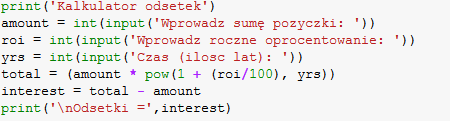 print('Kalkulator odsetek')
amount = int(input('Wprowadz sumę pozyczki: '))
roi = int(input('Wprowadz roczne oprocentowanie: '))
yrs = int(input('Czas (ilosc lat): '))
total = (amount * pow(1 + (roi/100), yrs))
interest = total - amount
print('\nOdsetki =',interest)